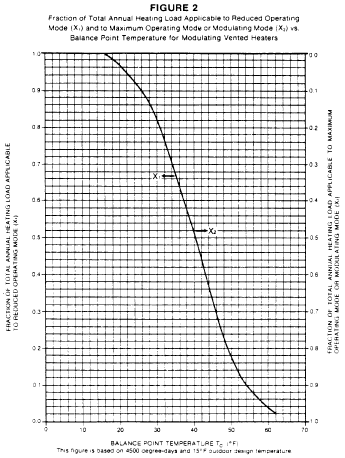 FIGURE 2
Fraction of Total Annual Heating Load Applicable to Reduced Operating
Mode (X₁) and to Maximum Operating Mode or Modulating Mode (X₂) vs.
Balance Point Temperature for Modulating Vented Heaters
FRACTION OF TOTAL ANNUAL HEATING LOAD APPLICABLE
TO REDUCED OPERATING MODE (X₁)
1.0
0.9
0.8
0.7
0.6
0.5
0.4
0.3
0.2
0.1
0.0
X₁
X₂
0.0
0.1
0.2
0.3
0.4
0.5
0.6
0.7
0.8
0.9
1.0
FRACTION OF TOTAL ANNUAL HEATING LOAD APPLICABLE TO MAXIMUM
OPERATING MODE OR MODULATING MODE (X₂)
0 10 20 30 40 50 60 70
BALANCE POINT TEMPERATURE T꜀ (°F)
This figure is based on 4500 degree-days and 15°F outdoor design temperature